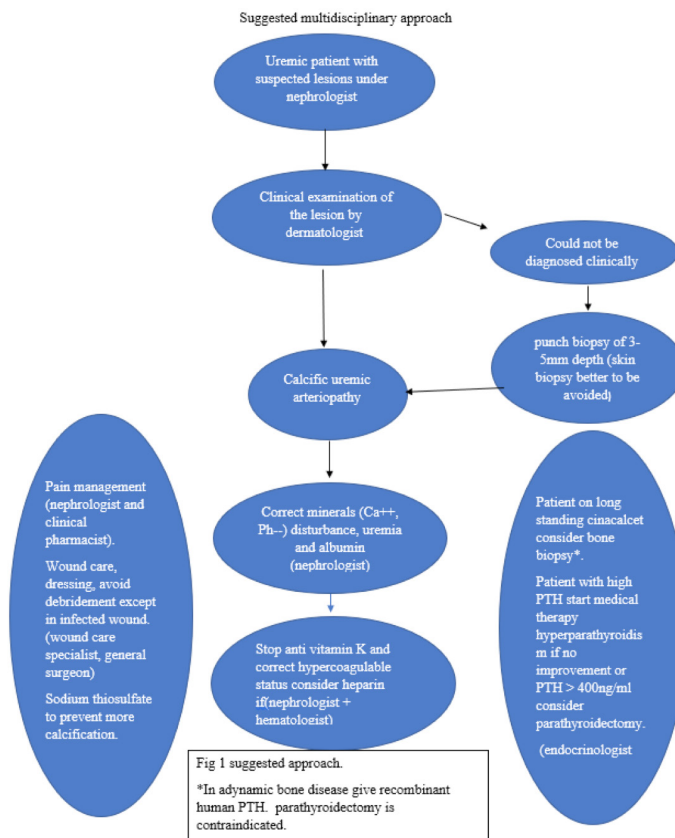 Suggested multidisciplinary approach
Uremic patient with
suspected lesions under
nephrologist
Clinical examination of
the lesion by
dermatologist
Could not be
diagnosed clinically
punch biopsy of 3-
5mm depth (skin
biopsy better to be
avoided)
Calcific uremic
arteriopathy
Pain management
(nephrologist and
clinical
pharmacist).
Wound care,
dressing, avoid
debridement except
in infected wound.
(wound care
specialist, general
surgeon)
Sodium thiosulfate
to prevent more
calcification.
Correct minerals (Ca++,
Ph--) disturbance, uremia
and albumin
(nephrologist)
Stop anti vitamin K and
correct hypercoagulable
status consider heparin
if(nephrologist +
hematologist)
Patient on long
standing cinacalcet
consider bone
biopsy*.
Patient with high
PTH start medical
therapy
hyperparathyroidis
m if no
improvement or
PTH > 400ng/ml
consider
parathyroidectomy.
(endocrinologist
Fig 1 suggested approach.
*In adynamic bone disease give recombinant
human PTH. parathyroidectomy is
contraindicated.